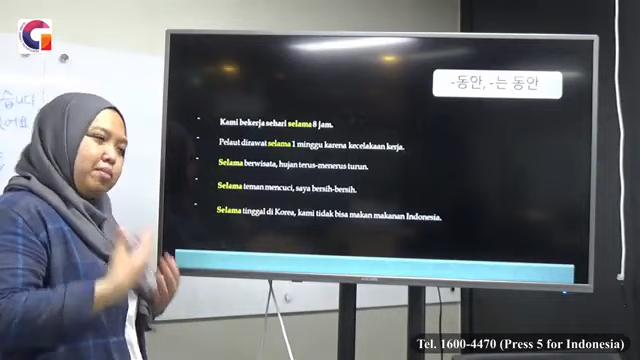 -동안, -는 동안
Kami bekerja sehari selama 8 jam.
Pelaut dirawat selama 1 minggu karena kecelakaan kerja.
Selama berwisata, hujan terus-menerus turun.
Selama teman mencuci, saya bersih-bersih.
Selama tinggal di Korea, kami tidak bisa makan makanan Indonesia.
Tel. 1600-4470 (Press 5 for Indonesia)